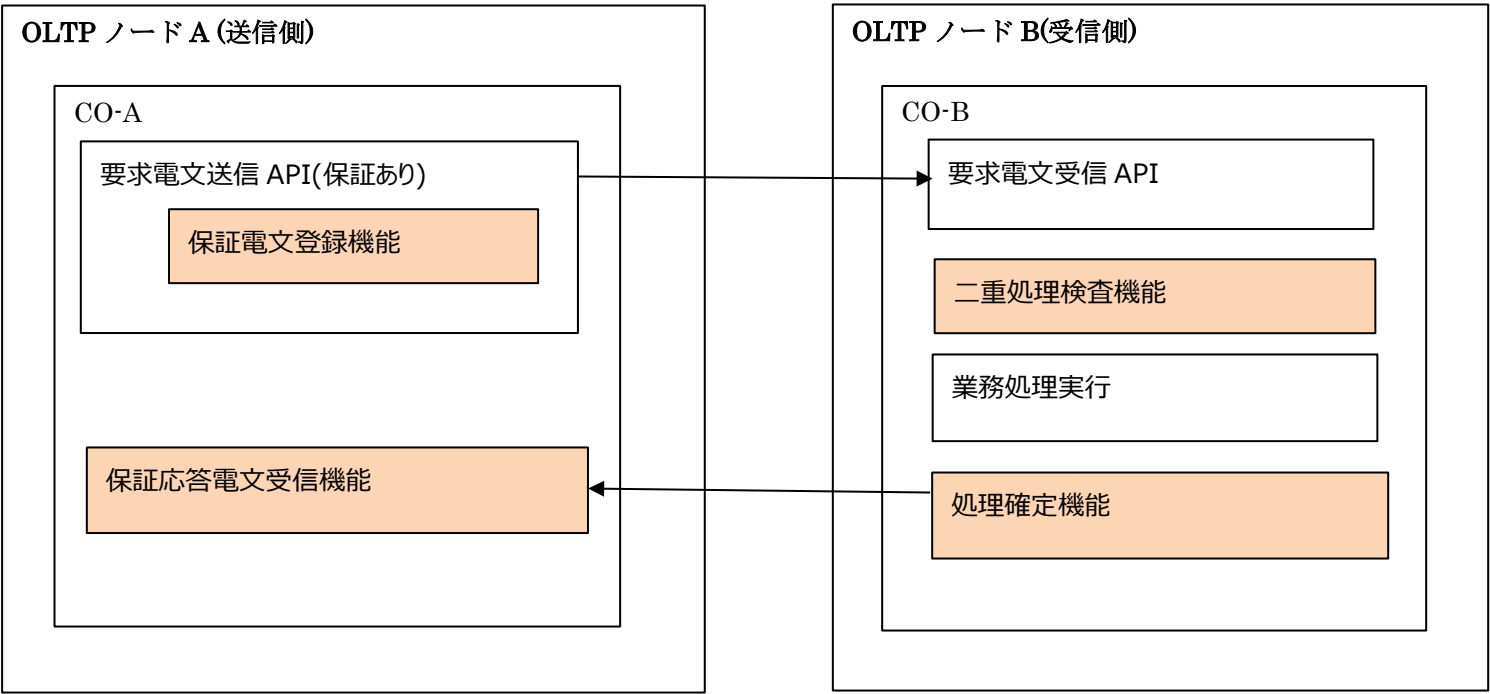 OLTP ノード A (送信側)
CO-A
要求電文送信 API(保証あり)
保証電文登録機能
保証応答電文受信機能
OLTP ノード B(受信側)
CO-B
要求電文受信 API
二重処理検査機能
業務処理実行
処理確定機能